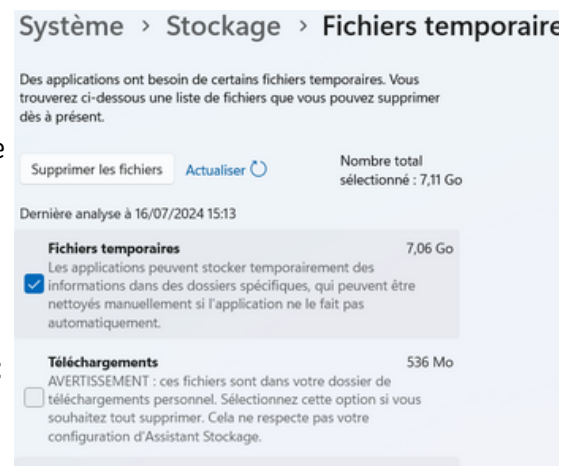 Système > Stockage > Fichiers temporaire
Des applications ont besoin de certains fichiers temporaires. Vous
trouverez ci-dessous une liste de fichiers que vous pouvez supprimer
dès à présent.
e
Supprimer les fichiers Actualiser
Nombre total
sélectionné : 7,11 Go
Dernière analyse à 16/07/2024 15:13
Fichiers temporaires 7,06 Go
Les applications peuvent stocker temporairement des
informations dans des dossiers spécifiques, qui peuvent être
nettoyés manuellement si l'application ne le fait pas
automatiquement.
Téléchargements 536 Mo
AVERTISSEMENT : ces fichiers sont dans votre dossier de
téléchargements personnel. Sélectionnez cette option si vous
souhaitez tout supprimer. Cela ne respecte pas votre
configuration d'Assistant Stockage.